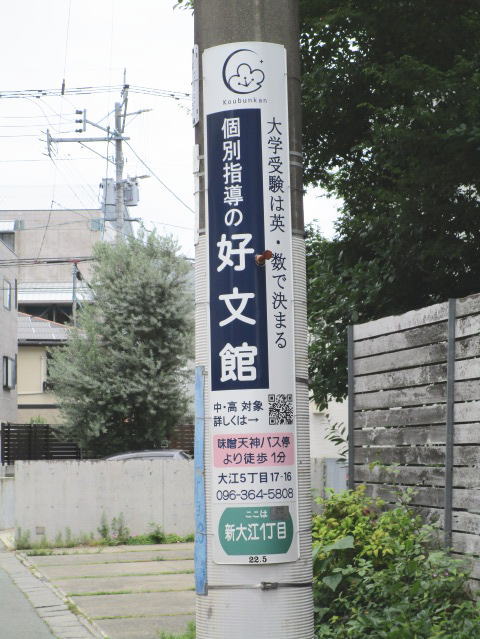 Koubunkan
大学受験は英・数で決まる
個別指導の好文館
中・高 対象
詳しくは→
味噌天神バス停
より徒歩1分
大江5丁目17-16
096-364-5808
ここは
新大江1丁目
22.5